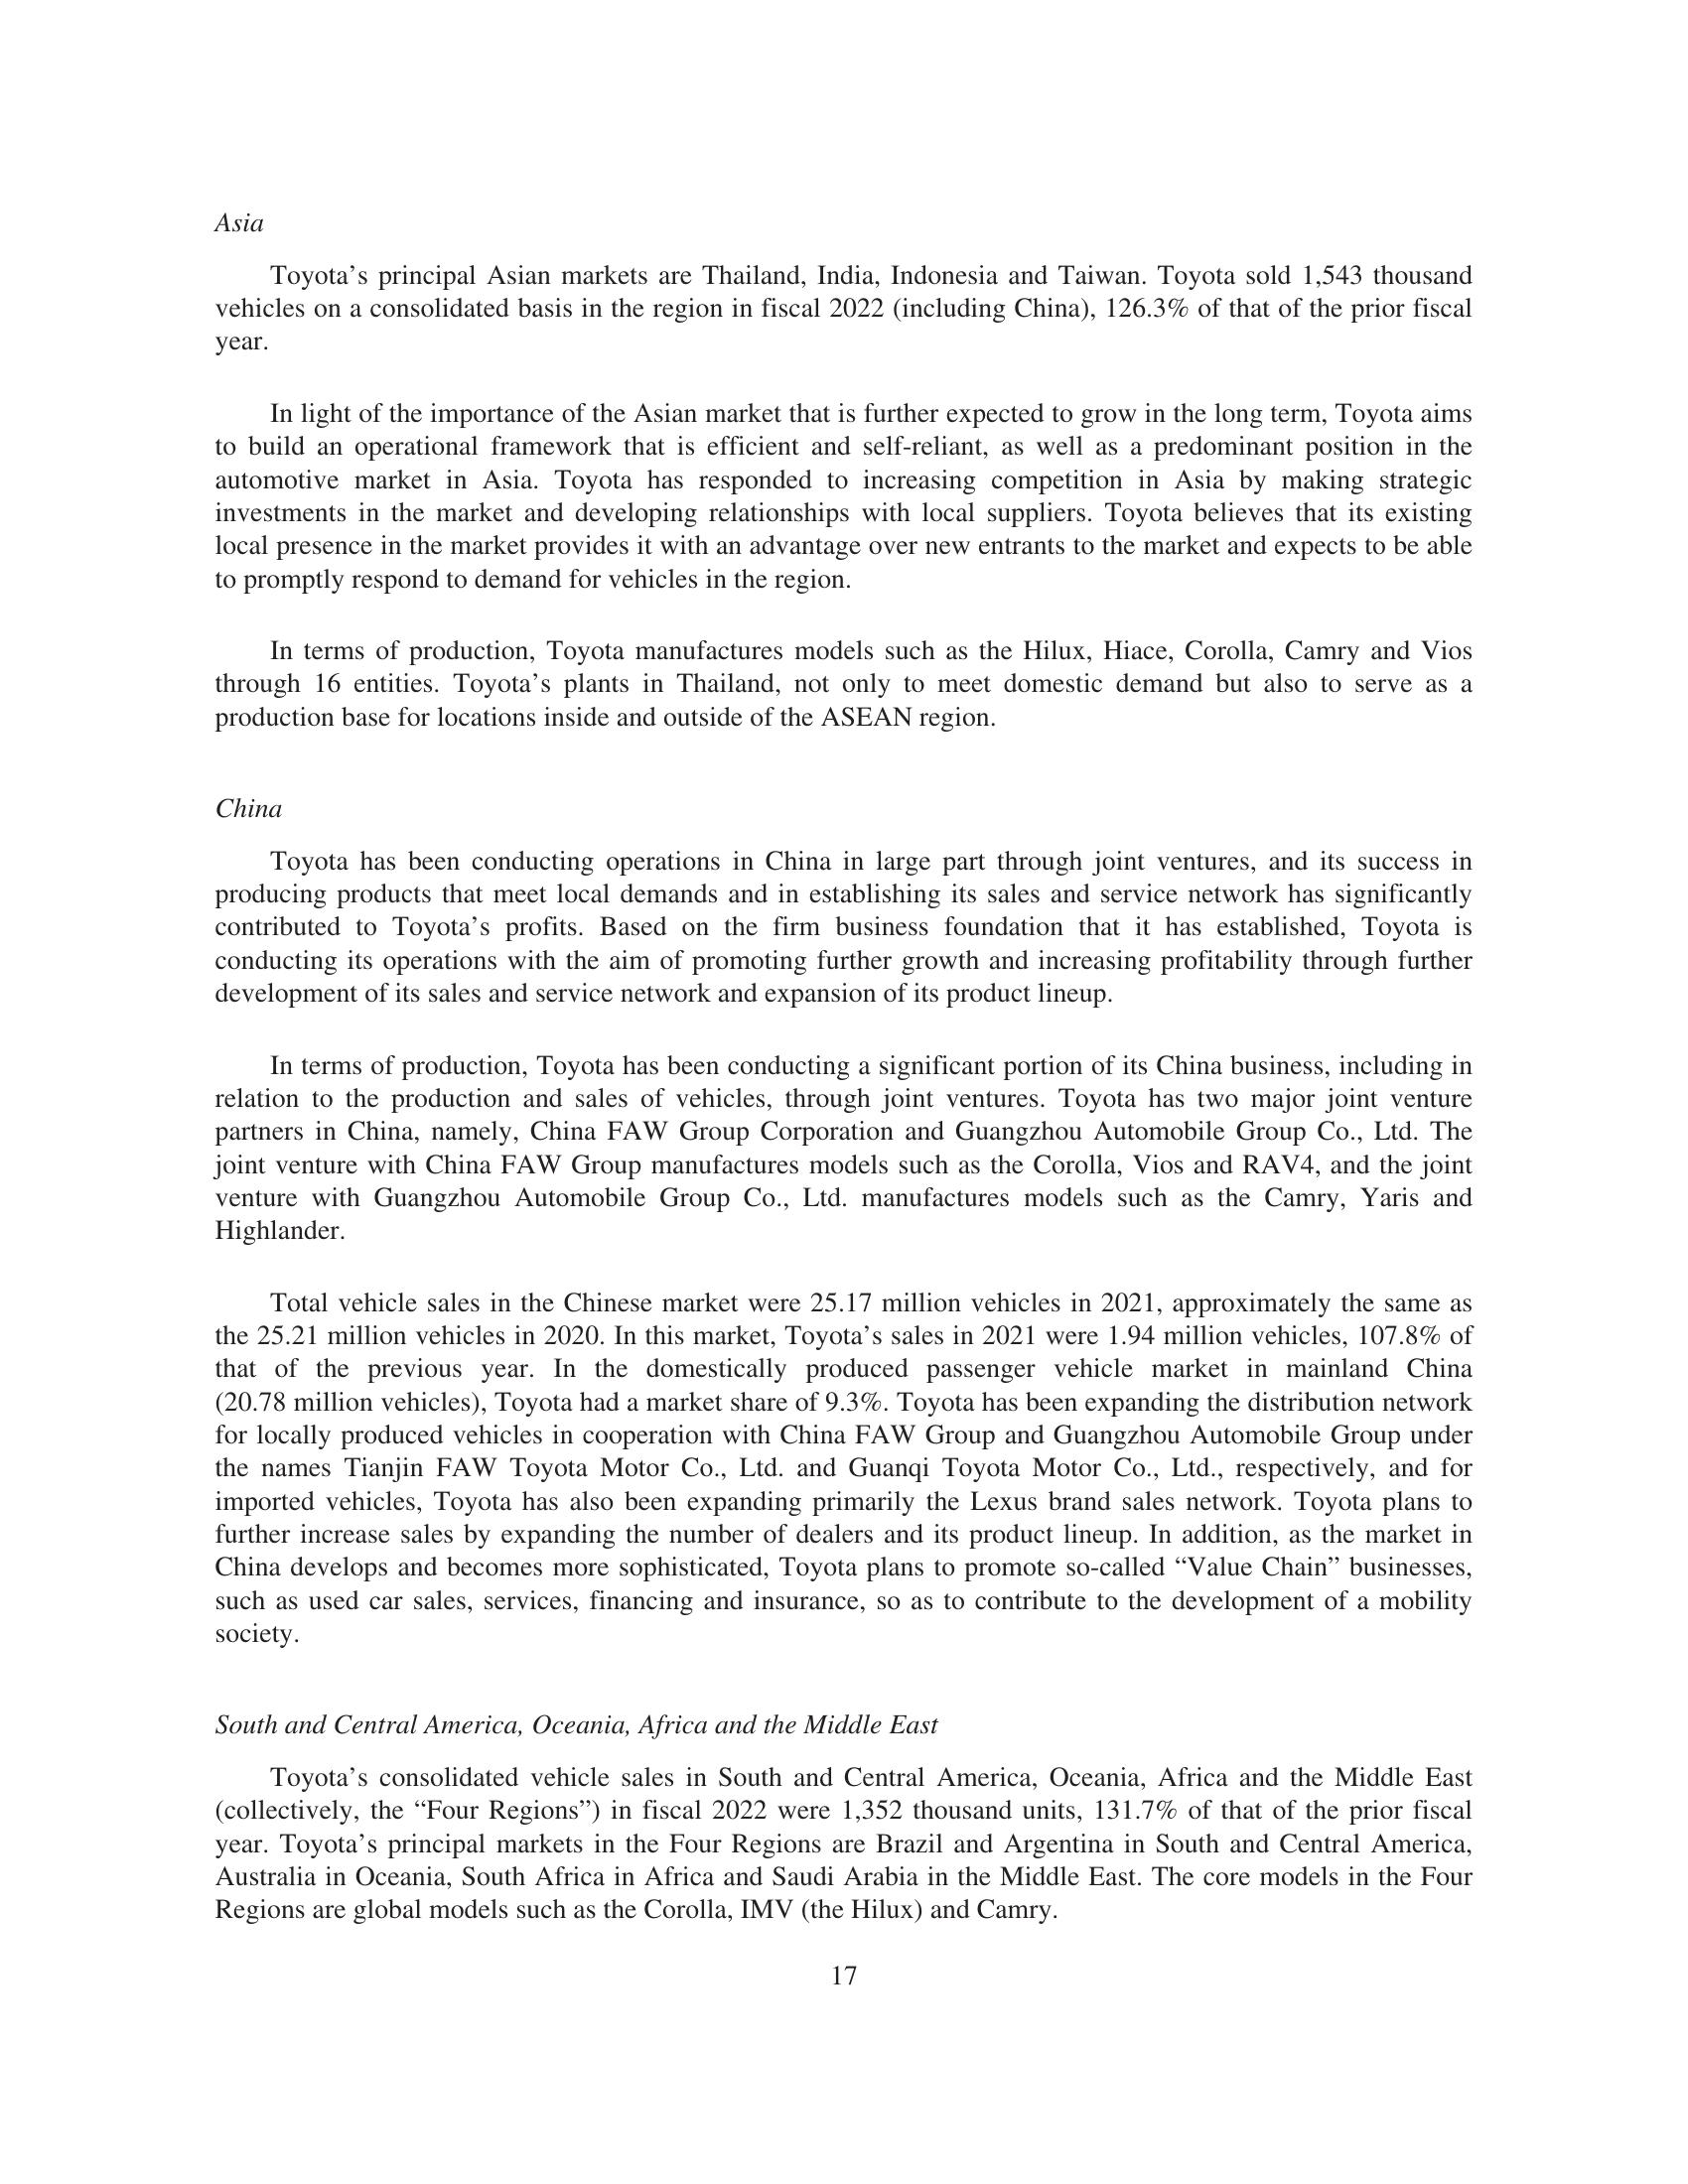 Asia
Toyota’s principal Asian markets are Thailand, India, Indonesia and Taiwan. Toyota sold 1,543 thousand
vehicles on a consolidated basis in the region in fiscal 2022 (including China), 126.3% of that of the prior fiscal
year.
In light of the importance of the Asian market that is further expected to grow in the long term, Toyota aims
to build an operational framework that is efficient and self-reliant, as well as a predominant position in the
automotive market in Asia. Toyota has responded to increasing competition in Asia by making strategic
investments in the market and developing relationships with local suppliers. Toyota believes that its existing
local presence in the market provides it with an advantage over new entrants to the market and expects to be able
to promptly respond to demand for vehicles in the region.
In terms of production, Toyota manufactures models such as the Hilux, Hiace, Corolla, Camry and Vios
through 16 entities. Toyota’s plants in Thailand, not only to meet domestic demand but also to serve as a
production base for locations inside and outside of the ASEAN region.
China
Toyota has been conducting operations in China in large part through joint ventures, and its success in
producing products that meet local demands and in establishing its sales and service network has significantly
contributed to Toyota’s profits. Based on the firm business foundation that it has established, Toyota is
conducting its operations with the aim of promoting further growth and increasing profitability through further
development of its sales and service network and expansion of its product lineup.
In terms of production, Toyota has been conducting a significant portion of its China business, including in
relation to the production and sales of vehicles, through joint ventures. Toyota has two major joint venture
partners in China, namely, China FAW Group Corporation and Guangzhou Automobile Group Co., Ltd. The
joint venture with China FAW Group manufactures models such as the Corolla, Vios and RAV4, and the joint
venture with Guangzhou Automobile Group Co., Ltd. manufactures models such as the Camry, Yaris and
Highlander.
Total vehicle sales in the Chinese market were 25.17 million vehicles in 2021, approximately the same as
the 25.21 million vehicles in 2020. In this market, Toyota’s sales in 2021 were 1.94 million vehicles, 107.8% of
that of the previous year. In the domestically produced passenger vehicle market in mainland China
(20.78 million vehicles), Toyota had a market share of 9.3%. Toyota has been expanding the distribution network
for locally produced vehicles in cooperation with China FAW Group and Guangzhou Automobile Group under
the names Tianjin FAW Toyota Motor Co., Ltd. and Guanqi Toyota Motor Co., Ltd., respectively, and for
imported vehicles, Toyota has also been expanding primarily the Lexus brand sales network. Toyota plans to
further increase sales by expanding the number of dealers and its product lineup. In addition, as the market in
China develops and becomes more sophisticated, Toyota plans to promote so-called “Value Chain” businesses,
such as used car sales, services, financing and insurance, so as to contribute to the development of a mobility
society.
South and Central America, Oceania, Africa and the Middle East
Toyota’s consolidated vehicle sales in South and Central America, Oceania, Africa and the Middle East
(collectively, the “Four Regions”) in fiscal 2022 were 1,352 thousand units, 131.7% of that of the prior fiscal
year. Toyota’s principal markets in the Four Regions are Brazil and Argentina in South and Central America,
Australia in Oceania, South Africa in Africa and Saudi Arabia in the Middle East. The core models in the Four
Regions are global models such as the Corolla, IMV (the Hilux) and Camry.
17